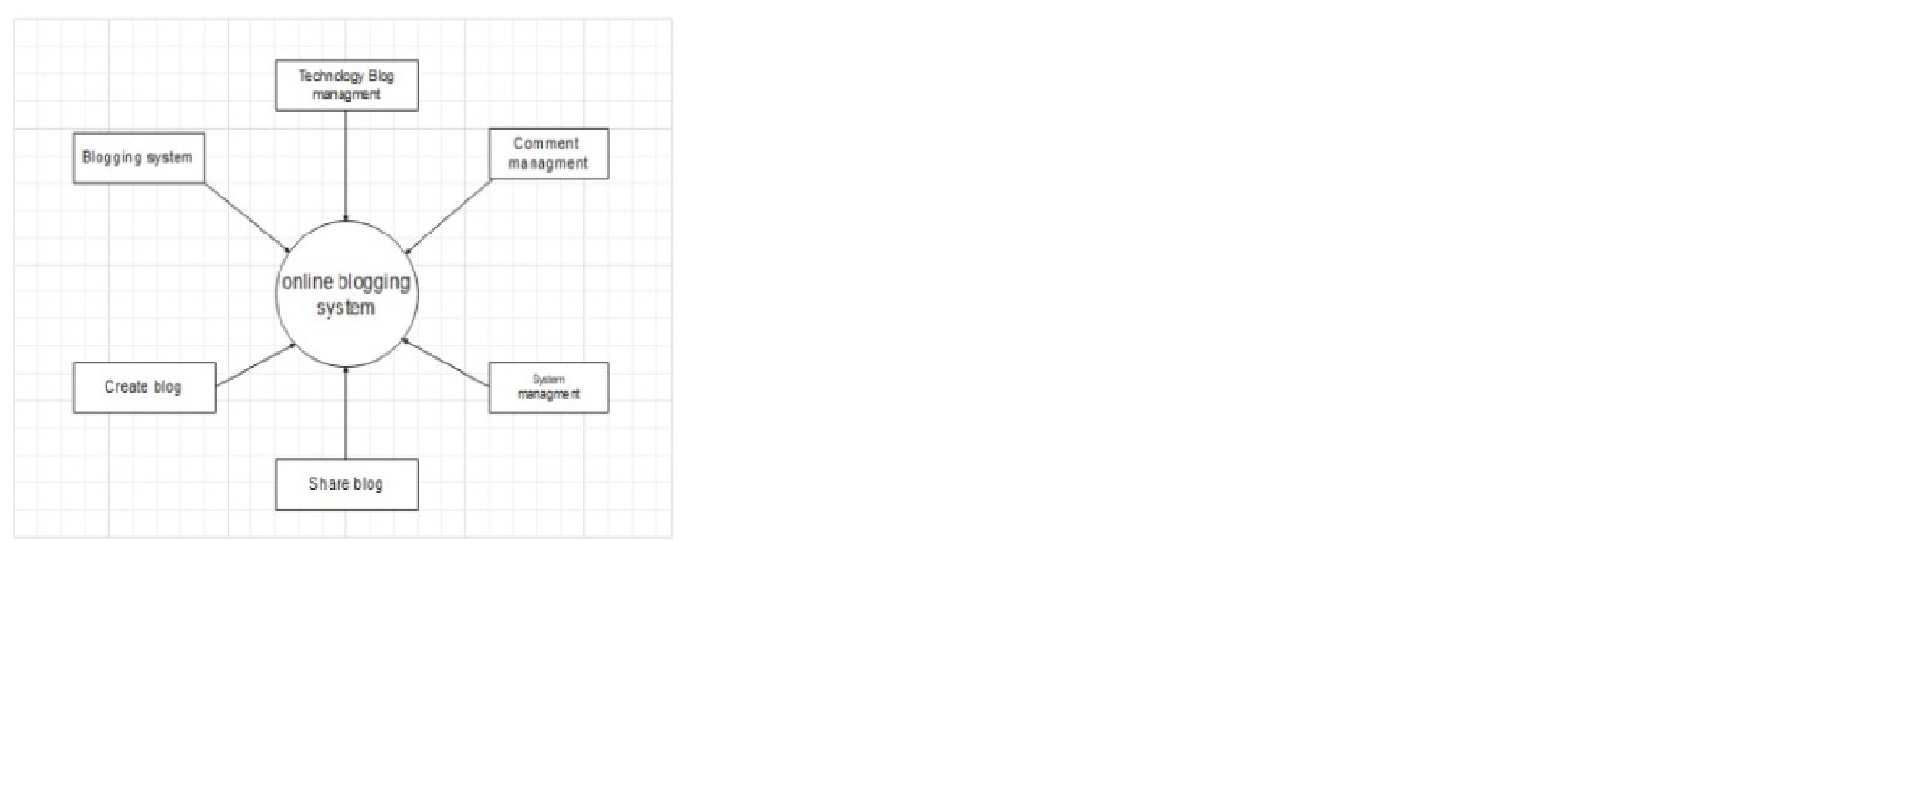 Technology Blog
managment
Comment
managment
Blogging system
online blogging
system
Create blog
System
managment
Share blog